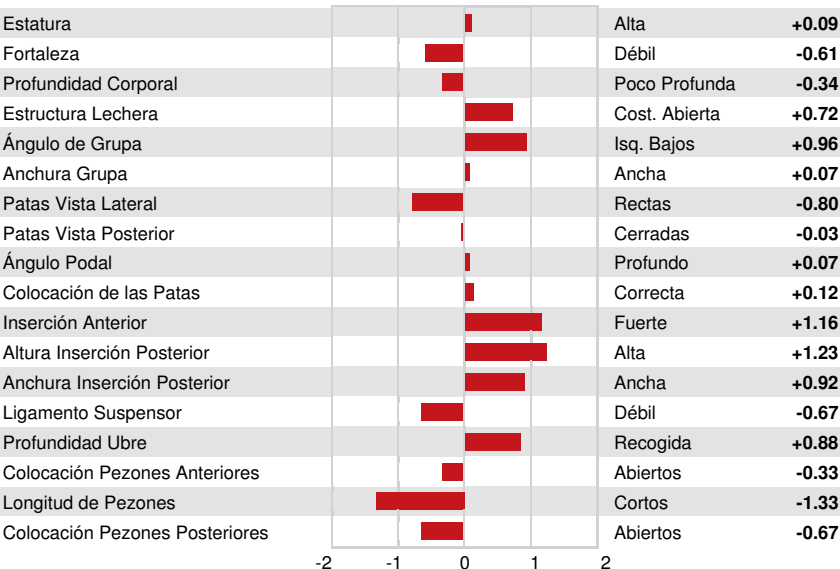 Estatura Alta +0.09
Fortaleza Débil -0.61
Profundidad Corporal Poco Profunda -0.34
Estructura Lechera Cost. Abierta +0.72
Ángulo de Grupa Isq. Bajos +0.96
Anchura Grupa Ancha +0.07
Patas Vista Lateral Rectas -0.80
Patas Vista Posterior Cerradas -0.03
Ángulo Podal Profundo +0.07
Colocación de las Patas Correcta +0.12
Inserción Anterior Fuerte +1.16
Altura Inserción Posterior Alta +1.23
Anchura Inserción Posterior Ancha +0.92
Ligamento Suspensor Débil -0.67
Profundidad Ubre Recogida +0.88
Colocación Pezones Anteriores Abiertos -0.33
Longitud de Pezones Cortos -1.33
Colocación Pezones Posteriores Abiertos -0.67
-2 -1 0 1 2